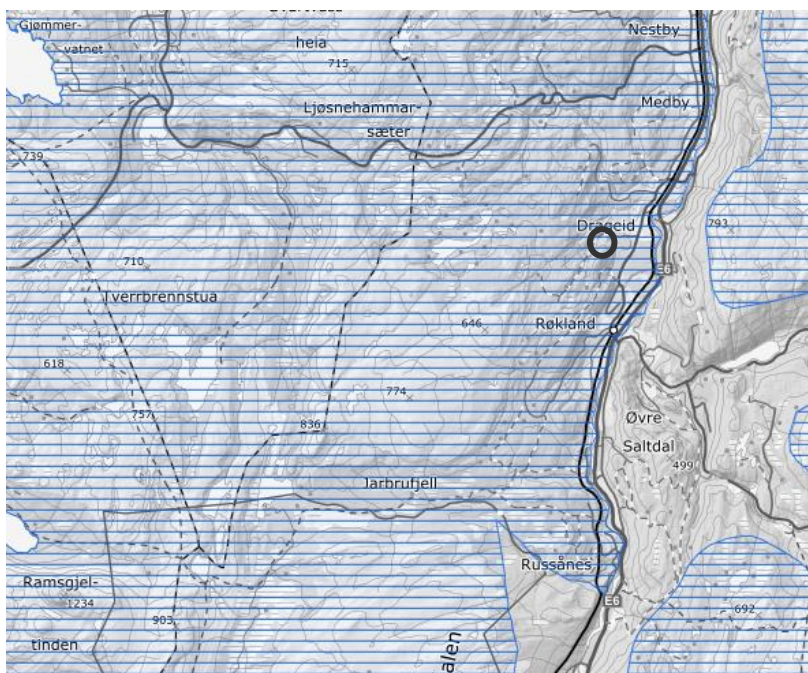 Gjømmer-
vatnet
heia
715
Nestby
Medby
Ljøsnehammar-
sæter
739
Drageid
793
710
E6
Tverrbrennstua
646
Røkland
618
774
757
836
Øvre
Saltdal
499
Jarbrufjell
Russånes
Ramsgjel-
1234
tinden
903
E6
692
alen